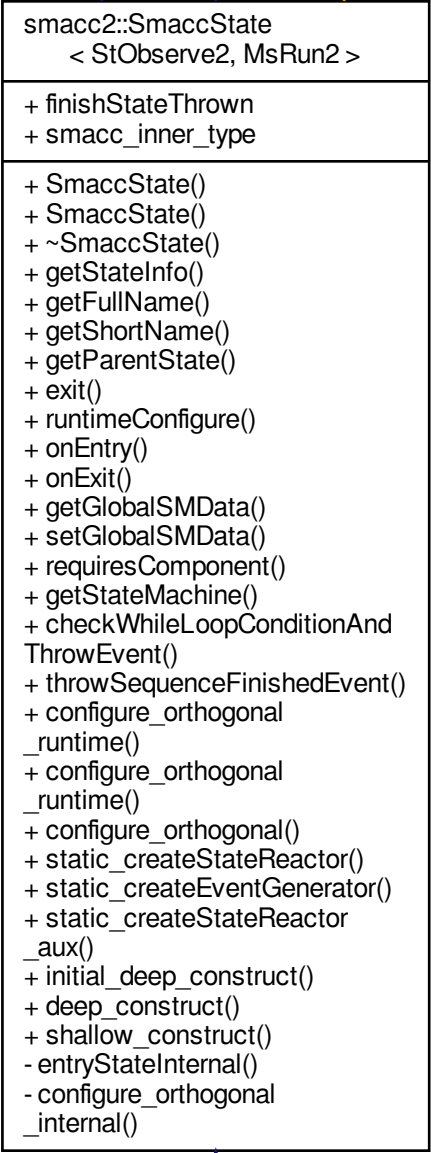 smacc2::SmaccState
< StObserve2, MsRun2 >
+ finishStateThrown
+ smacc_inner_type
+ SmaccState()
+ SmaccState()
+ ~SmaccState()
+ getStateInfo()
+ getFullName()
+ getShortName()
+ getParentState()
+ exit()
+ runtimeConfigure()
+ onEntry()
+ onExit()
+ getGlobalSMData()
+ setGlobalSMData()
+ requiresComponent()
+ getStateMachine()
+ checkWhileLoopConditionAnd
ThrowEvent()
+ throwSequenceFinishedEvent()
+ configure_orthogonal
_runtime()
+ configure_orthogonal
_runtime()
+ configure_orthogonal()
+ static_createStateReactor()
+ static_createEventGenerator()
+ static_createStateReactor
_aux()
+ initial_deep_construct()
+ deep_construct()
+ shallow_construct()
- entryStateInternal()
- configure_orthogonal
_internal()